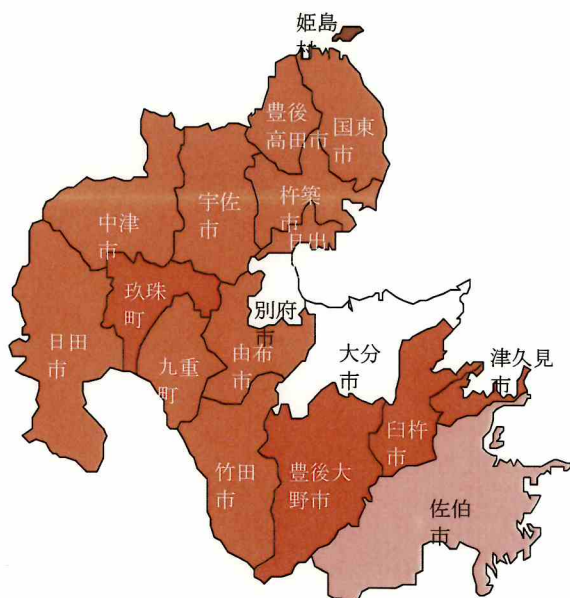 姫島
村
豊後
高田市
国東
市
中津
市
宇佐
市
杵築
市
日出
玖珠
町
別府
市
日田
市
九重
町
由布
市
大分
市
津久見
市
竹田
市
豊後大
野市
臼杵
市
佐伯
市